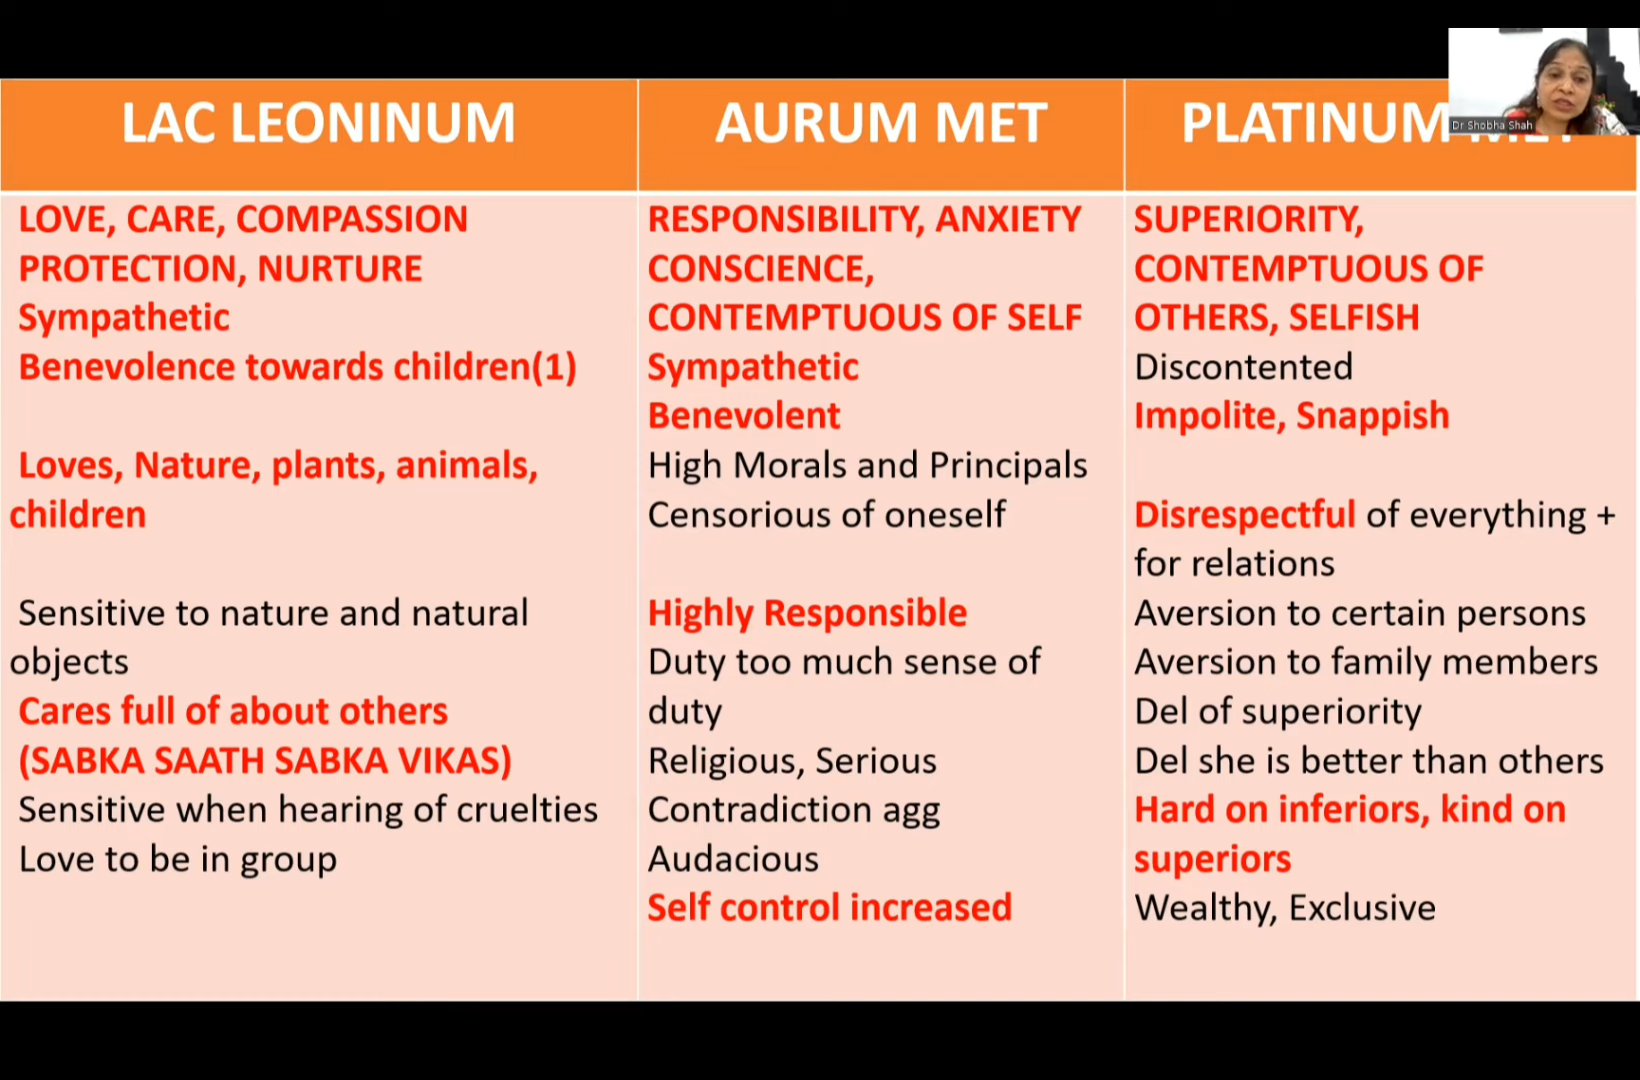 LAC LEONINUM
AURUM MET
PLATINUM
Dr Shobha Shah
LOVE, CARE, COMPASSION
PROTECTION, NURTURE
Sympathetic
Benevolence towards children(1)
Loves, Nature, plants, animals,
children
Sensitive to nature and natural
objects
Cares full of about others
(SABKA SAATH SABKA VIKAS)
Sensitive when hearing of cruelties
Love to be in group
RESPONSIBILITY, ANXIETY
CONSCIENCE,
CONTEMPTUOUS OF SELF
Sympathetic
Benevolent
High Morals and Principals
Censorious of oneself
Highly Responsible
Duty too much sense of
duty
Religious, Serious
Contradiction agg
Audacious
Self control increased
SUPERIORITY,
CONTEMPTUOUS OF
OTHERS, SELFISH
Discontented
Impolite, Snappish
Disrespectful of everything +
for relations
Aversion to certain persons
Aversion to family members
Del of superiority
Del she is better than others
Hard on inferiors, kind on
superiors
Wealthy, Exclusive